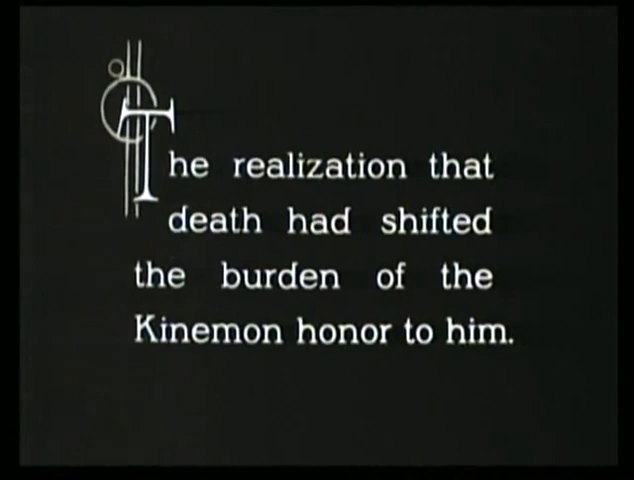 The realization that
death had shifted
the burden of the
Kinemon honor to him.